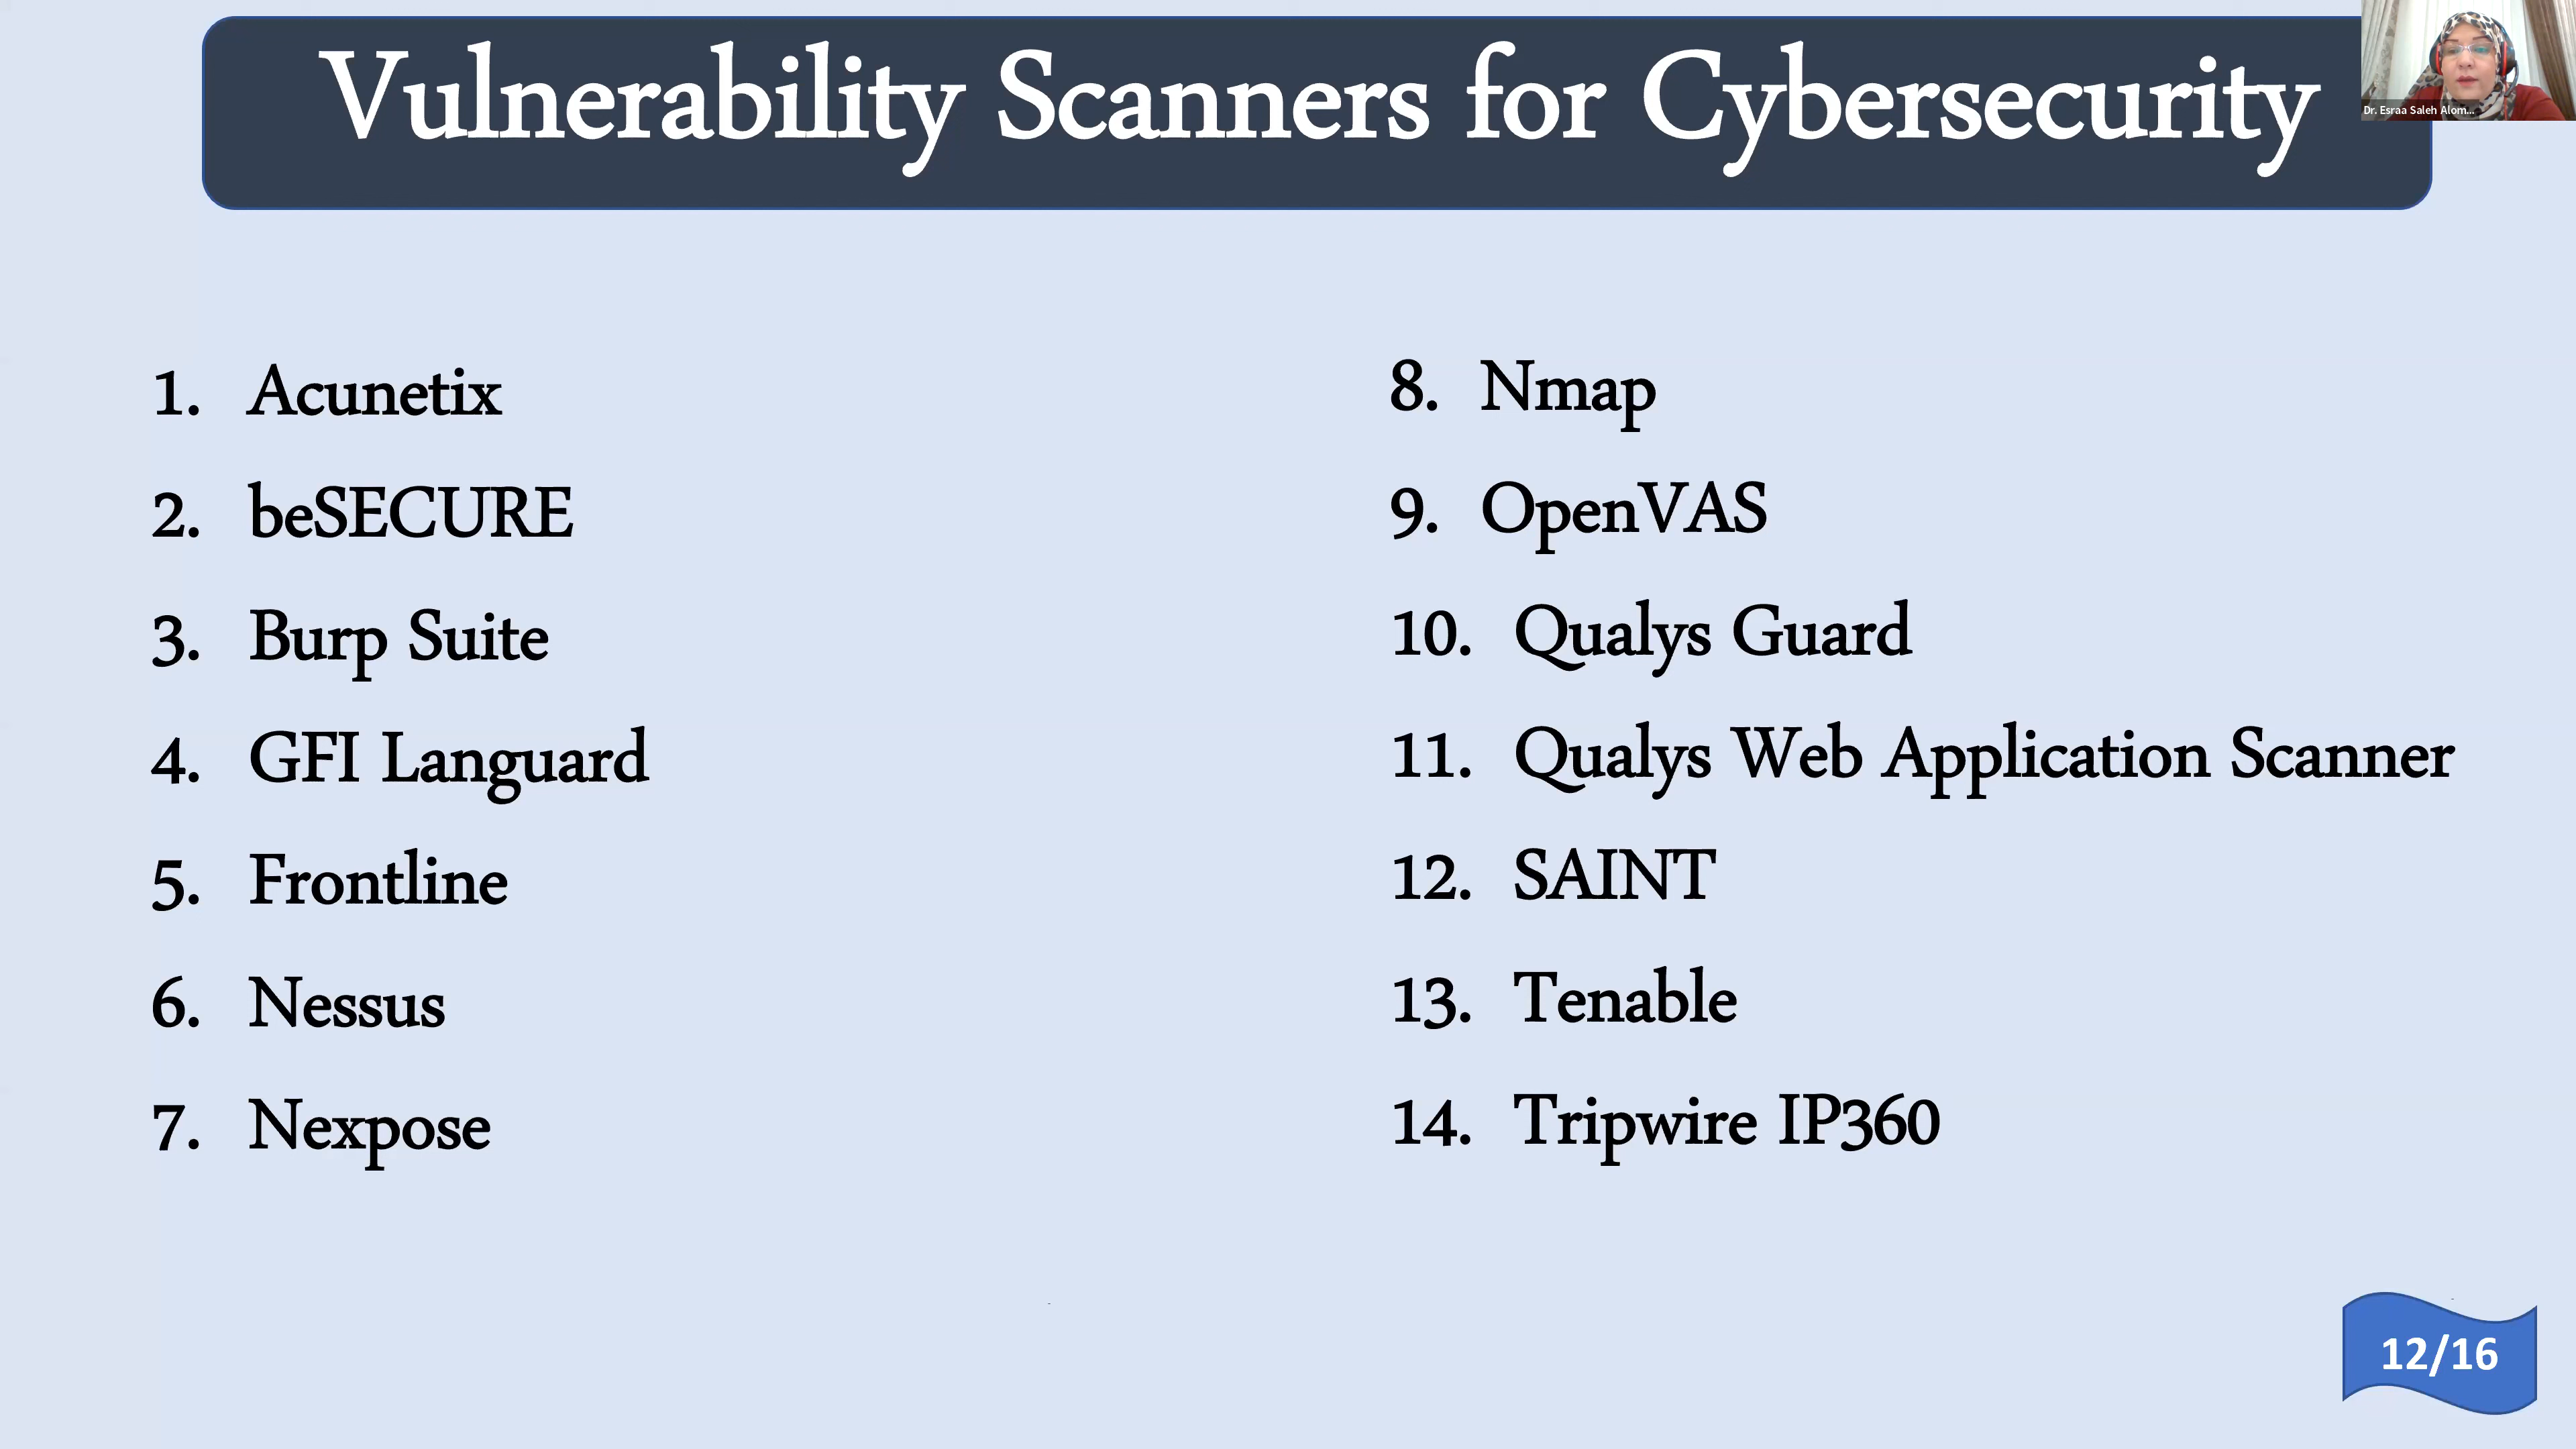 Vulnerability Scanners for Cybersecurity
Dr. Esraa Saleh Alom...
1. Acunetix
2. beSECURE
3. Burp Suite
4. GFI Languard
5. Frontline
6. Nessus
7. Nexpose
8. Nmap
9. OpenVAS
10. Qualys Guard
11. Qualys Web Application Scanner
12. SAINT
13. Tenable
14. Tripwire IP360
12/16